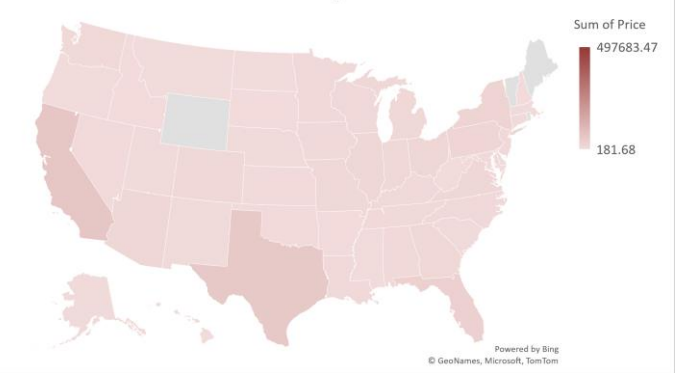 Sum of Price
497683.47
181.68
Powered by Bing
© GeoNames, Microsoft, TomTom